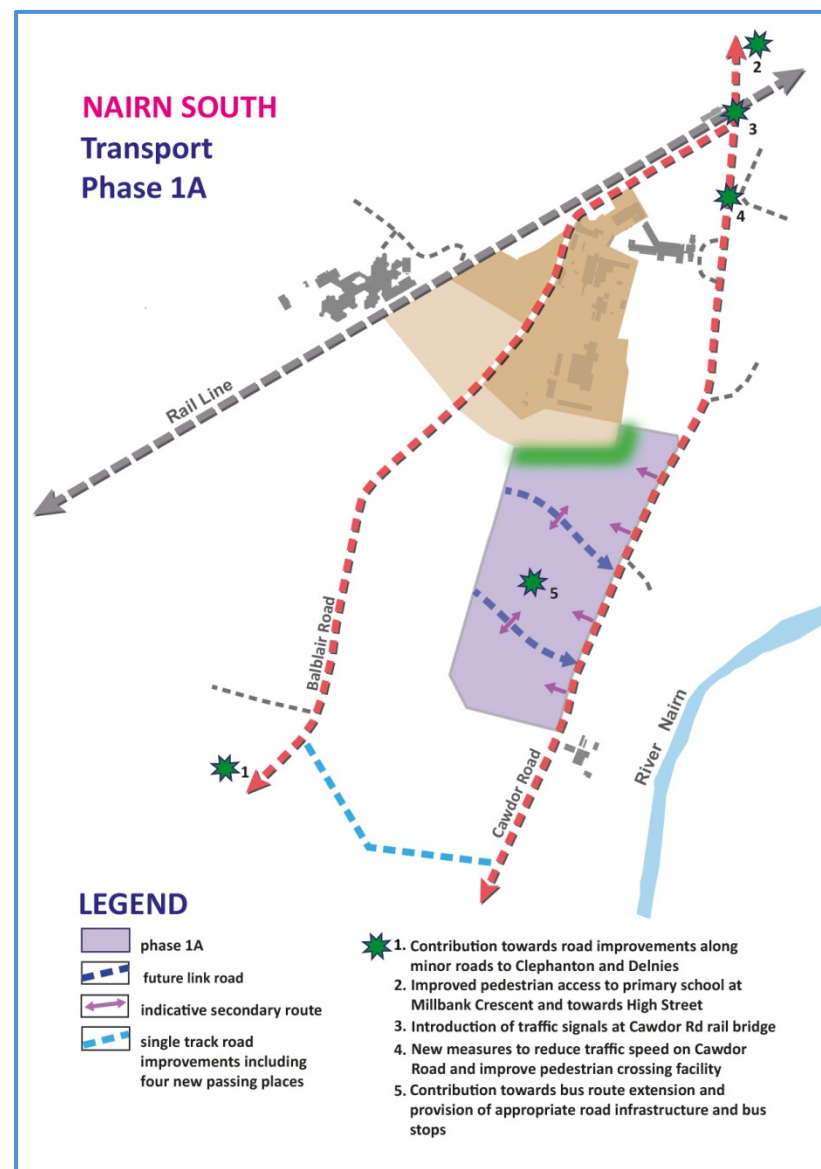 NAIRN SOUTH
Transport
Phase 1A
2
3
4
Rail Line
5
Balblair Road
River Nairn
1
Cawdor Road
LEGEND
phase 1A
future link road
indicative secondary route
single track road
improvements including
four new passing places
1. Contribution towards road improvements along
minor roads to Clephanton and Delnies
2. Improved pedestrian access to primary school at
Millbank Crescent and towards High Street
3. Introduction of traffic signals at Cawdor Rd rail bridge
4. New measures to reduce traffic speed on Cawdor
Road and improve pedestrian crossing facility
5. Contribution towards bus route extension and
provision of appropriate road infrastructure and bus
stops